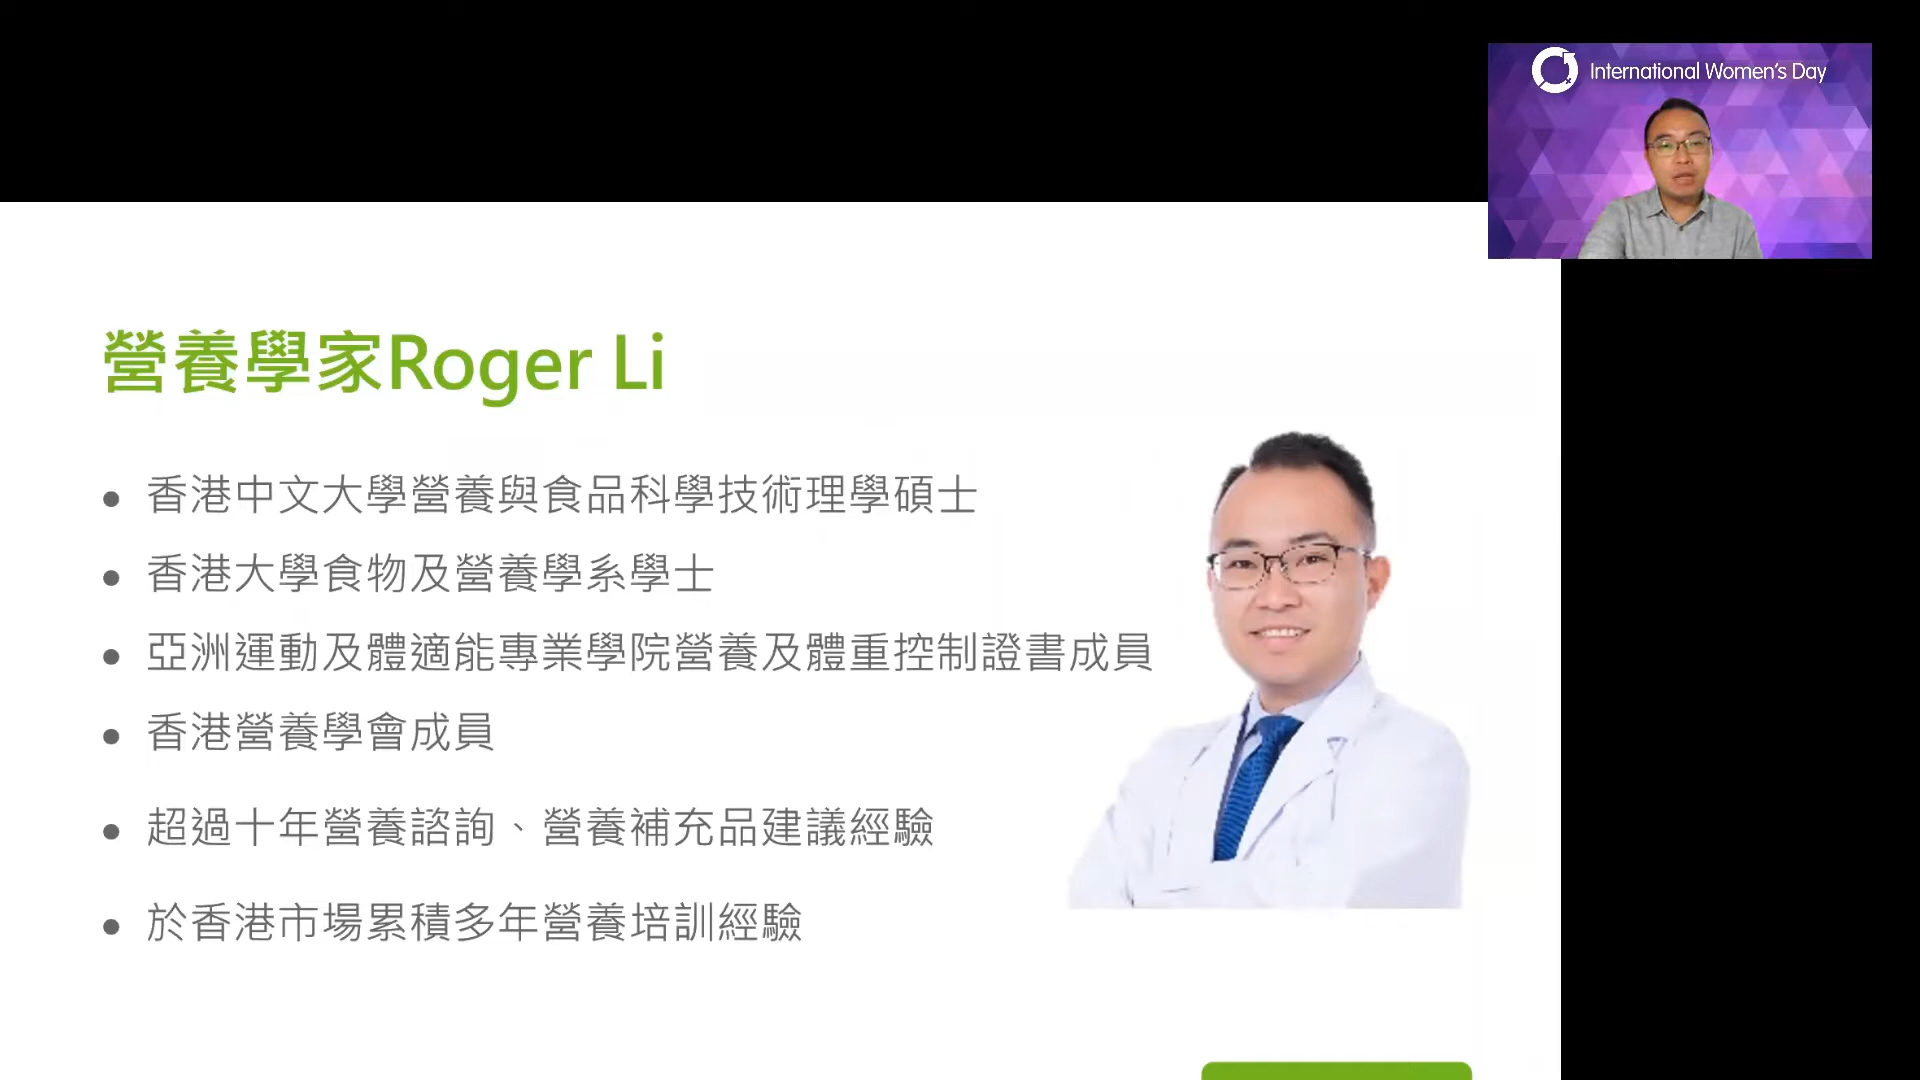 International Women's Day
營養學家Roger Li
• 香港中文大學營養與食品科學技術理學碩士
• 香港大學食物及營養學系學士
• 亞洲運動及體適能專業學院營養及體重控制證書成員
• 香港營養學會成員
• 超過十年營養諮詢、營養補充品建議經驗
• 於香港市場累積多年營養培訓經驗